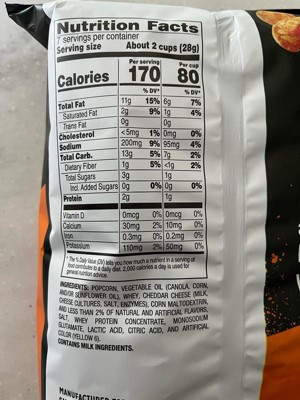 Nutrition Facts
7 servings per container
Serving size About 2 cups (28g)
Per serving Per cup
Calories 170 80
% DV* % DV*
Total Fat 11g 15% 6g 7%
Saturated Fat 2g 9% 1g 4%
Trans Fat 0g 0g
Cholesterol <5mg 1% 0mg 0%
Sodium 200mg 9% 95mg 4%
Total Carb. 13g 5% 7g 2%
Dietary Fiber 1g 5% <1g 2%
Total Sugars 3g 1g
Incl. Added Sugars 0g 0% 0g 0%
Protein 2g 1g
Vitamin D 0mcg 0% 0mcg 0%
Calcium 30mg 2% 10mg 0%
Iron 0.3mg 0% 0.2mg 0%
Potassium 110mg 2% 50mg 0%
* The % Daily Value (DV) tells you how much a nutrient in a serving of
food contributes to a daily diet. 2,000 calories a day is used for
general nutrition advice.
INGREDIENTS: POPCORN, VEGETABLE OIL (CANOLA, CORN,
AND/OR SUNFLOWER OIL), WHEY, CHEDDAR CHEESE (MILK,
CHEESE CULTURES, SALT, ENZYMES), CORN MALTODEXTRIN,
AND LESS THAN 2% OF NATURAL AND ARTIFICIAL FLAVORS,
SALT, WHEY PROTEIN CONCENTRATE, MONOSODIUM
GLUTAMATE, LACTIC ACID, CITRIC ACID, AND ARTIFICIAL
COLOR (YELLOW 6).
CONTAINS MILK INGREDIENTS.
MANUFACTURED